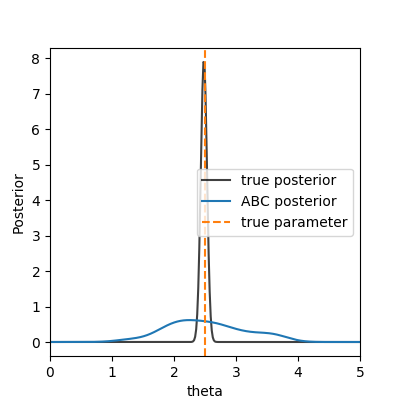 8
7
6
5
4
3
2
1
0
Posterior
true posterior
ABC posterior
true parameter
0 1 2 3 4 5
theta